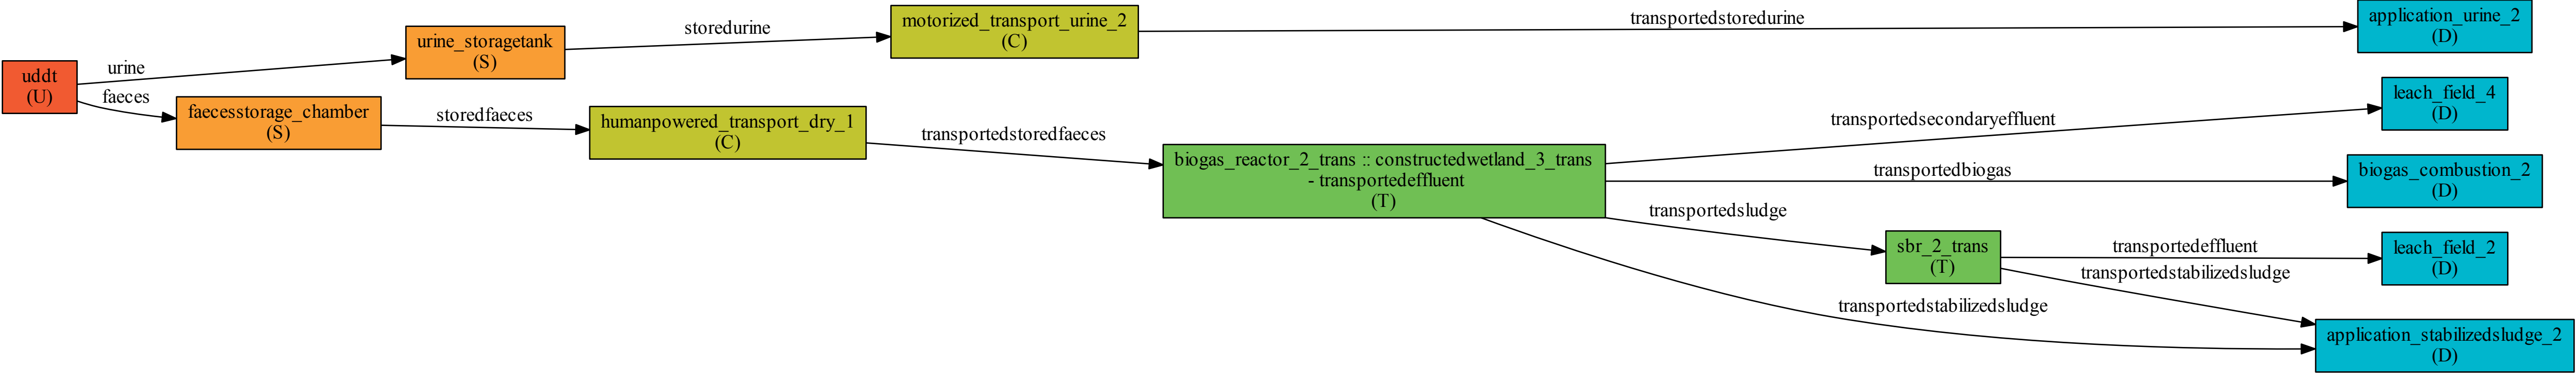 uddt
(U)
urine
faeces
urine_storagetank
(S)
faecesstorage_chamber
(S)
storedurine
storedfaeces
motorized_transport_urine_2
(C)
humanpowered_transport_dry_1
(C)
transportedstoredurine
transportedstoredfaeces
biogas_reactor_2_trans :: constructedwetland_3_trans
- transportedeffluent
(T)
transportedsecondaryeffluent
transportedbiogas
transportedsludge
transportedstabilizedsludge
sbr_2_trans
(T)
transportedeffluent
transportedstabilizedsludge
application_urine_2
(D)
leach_field_4
(D)
biogas_combustion_2
(D)
leach_field_2
(D)
application_stabilizedsludge_2
(D)